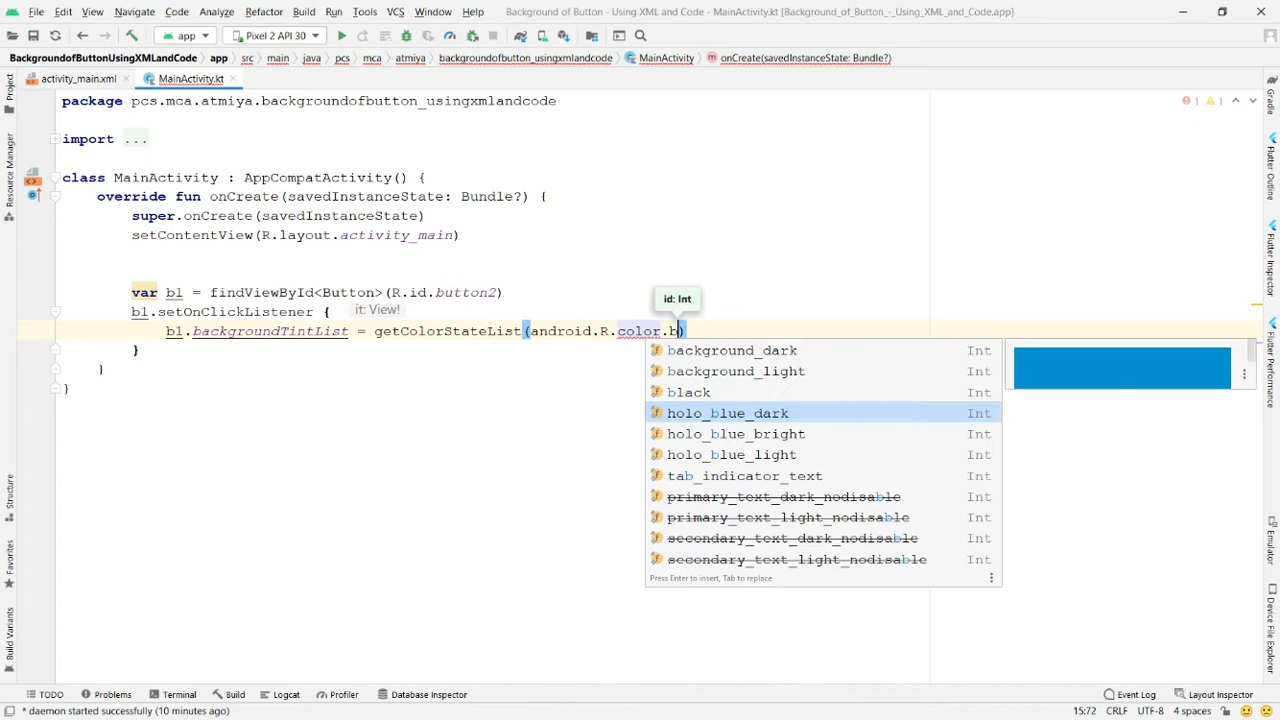 File Edit View Navigate Code Analyze Refactor Build Run Tools VCS Window Help Background of Button - Using XML and Code - MainActivity.kt [Background_of_Button_-_Using_XML_and_Code.app]
app Pixel 2 API 30
BackgroundofButtonUsingXMLandCode app src main java pcs mca atmiya backgroundofbutton_usingxmlandcode MainActivity onCreate(savedInstanceState: Bundle?)
activity_main.xml MainActivity.kt
package pcs.mca.atmiya.backgroundofbutton_usingxmlandcode
1 1
import ...
class MainActivity : AppCompatActivity() {
override fun onCreate(savedInstanceState: Bundle?) {
super.onCreate(savedInstanceState)
setContentView(R.layout.activity_main)
var b1 = findViewById<Button>(R.id.button2)
id: Int
b1.setOnClickListener { it: View!
b1.backgroundTintList = getColorStateList(android.R.color.b)
}
}
}
background_dark Int
background_light Int
black Int
holo_blue_dark Int
holo_blue_bright Int
holo_blue_light Int
tab_indicator_text Int
primary_text_dark_nodisable Int
primary_text_light_nodisable Int
secondary_text_dark_nodisable Int
secondary_text_light_nodisable Int
Press Enter to insert, Tab to replace
Project
Resource Manager
Structure
Favorites
Build Variants
Gradle
Flutter Outline
Flutter Inspector
Flutter Performance
Emulator
Device File Explorer
TODO Problems Terminal Build Logcat Profiler Database Inspector Event Log Layout Inspector
* daemon started successfully (10 minutes ago) 15:72 CRLF UTF-8 4 spaces